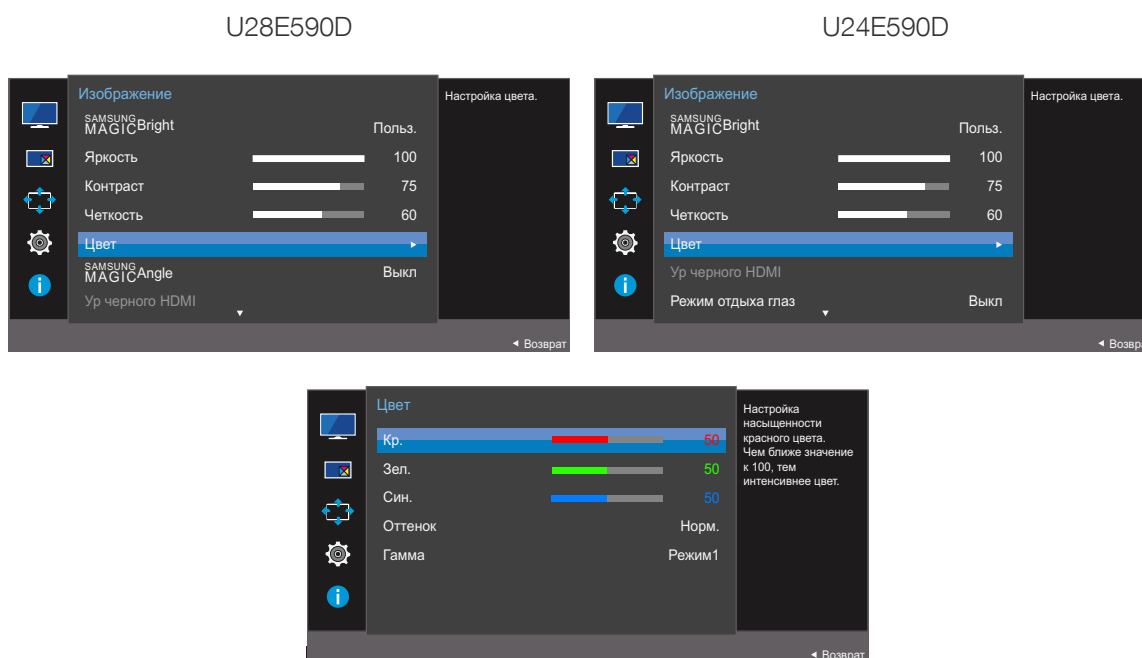 U28E590D
U24E590D
Изображение
SAMSUNG MAGIC Bright Польз.
Яркость 100
Контраст 75
Четкость 60
Цвет
SAMSUNG MAGIC Angle Выкл
Ур черного HDMI
Настройка цвета.
Возврат
Изображение
SAMSUNG MAGIC Bright Польз.
Яркость 100
Контраст 75
Четкость 60
Цвет
Ур черного HDMI
Режим отдыха глаз Выкл
Настройка цвета.
Возвра
Цвет
Кр. 50
Зел. 50
Син. 50
Оттенок Норм.
Гамма Режим1
Настройка
насыщенности
красного цвета.
Чем ближе значение
к 100, тем
интенсивнее цвет.
Возврат